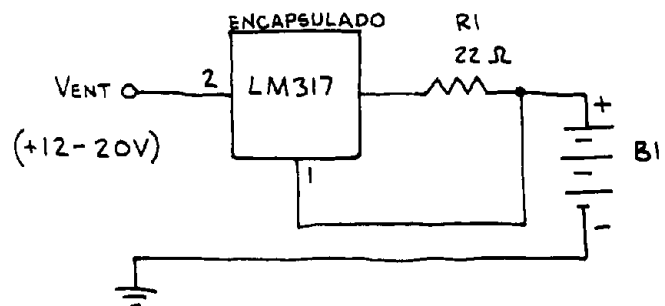 ENCAPSULADO
R1
22 Ω
VENT
2
LM317
(+12-20V)
1
+
B1
-